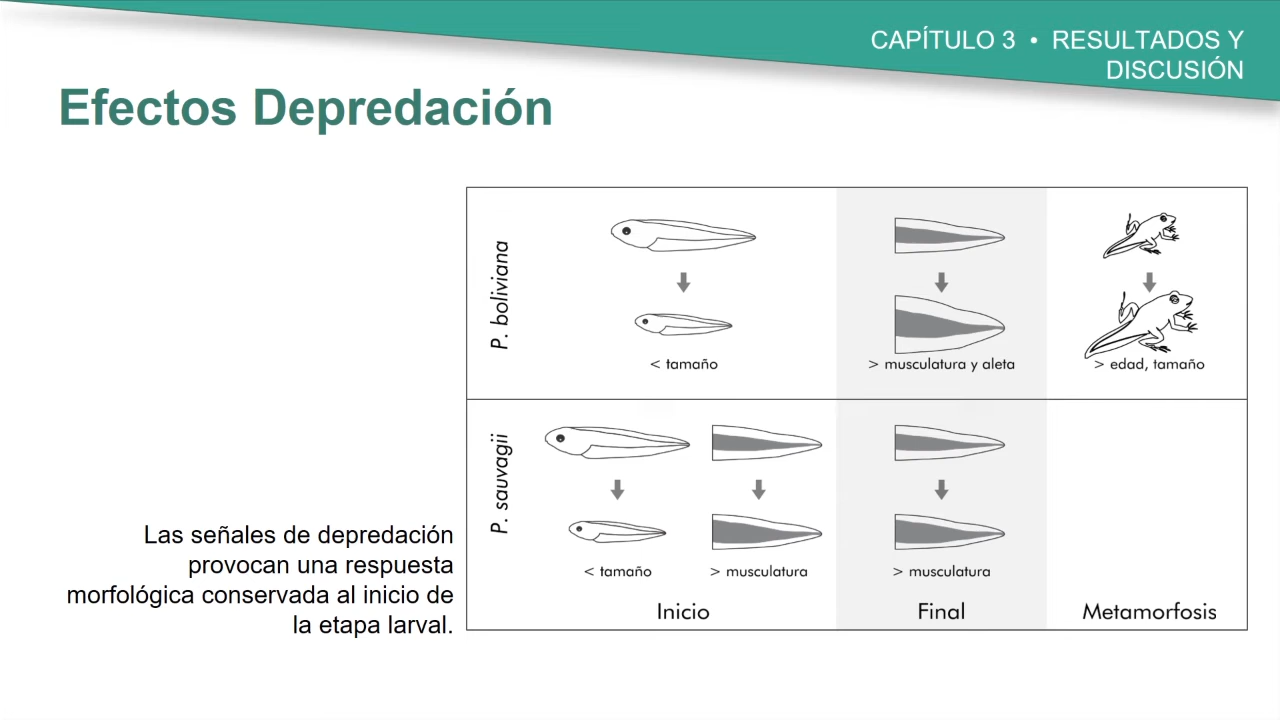 CAPÍTULO 3 • RESULTADOS Y
DISCUSIÓN
Efectos Depredación
P. boliviana
< tamaño
> musculatura y aleta
> edad, tamaño
P. sauvagii
< tamaño
> musculatura
> musculatura
Inicio
Final
Metamorfosis
Las señales de depredación
provocan una respuesta
morfológica conservada al inicio de
la etapa larval.